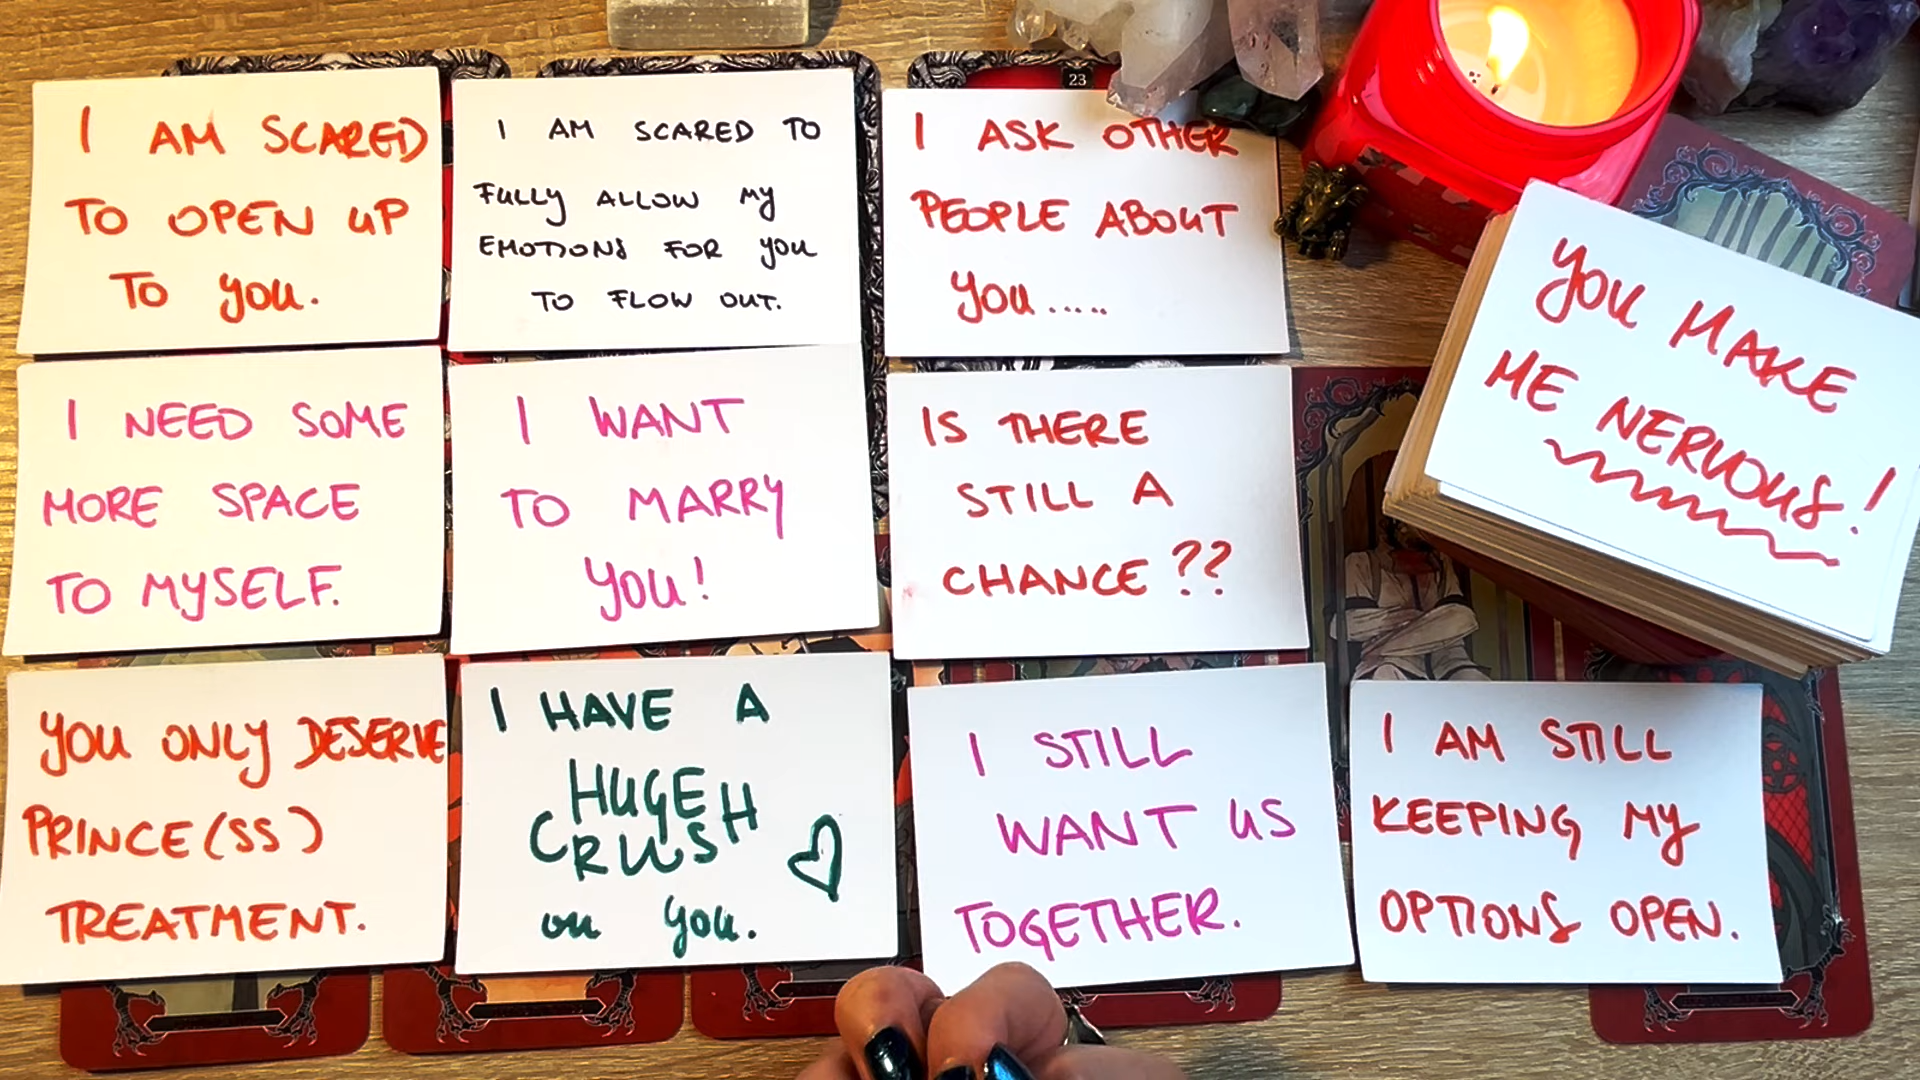 I AM SCARED
TO OPEN UP
TO YOU.
I AM SCARED TO
FULLY ALLOW MY
EMOTIONS FOR YOU
TO FLOW OUT.
23
I ASK OTHER
PEOPLE ABOUT
YOU.....
YOU MAKE
ME NERVOUS!
I NEED SOME
MORE SPACE
TO MYSELF.
I WANT
TO MARRY
YOU!
IS THERE
STILL A
CHANCE??
YOU ONLY DESERVE
PRINCE(SS)
TREATMENT.
I HAVE A
HUGE
CRUSH
on you.
I STILL
WANT US
TOGETHER.
I AM STILL
KEEPING MY
OPTIONS OPEN.